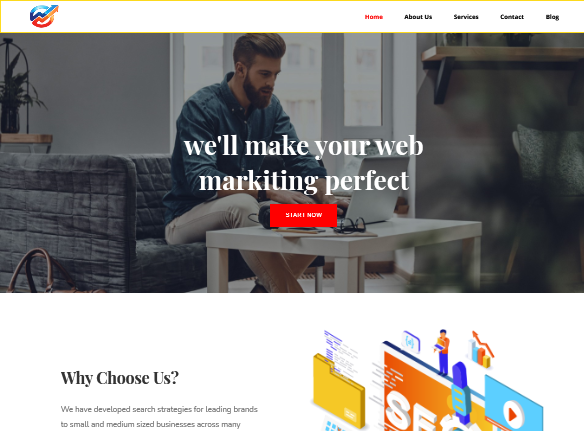 Home About Us Services Contact Blog
we'll make your web
markiting perfect
START NOW
Why Choose Us?
We have developed search strategies for leading brands
to small and medium sized businesses across many
SEO